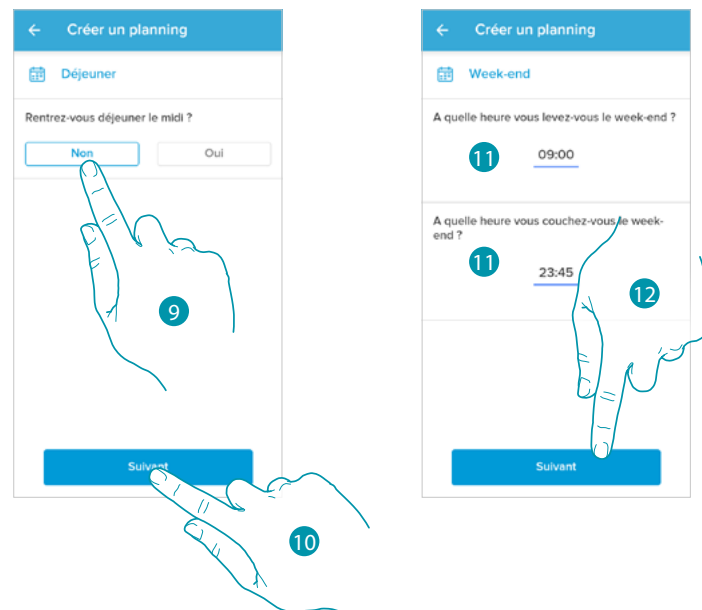 Créer un planning
Déjeuner
Rentrez-vous déjeuner le midi ?
Non Oui
9
Suivant
10
Créer un planning
Week-end
A quelle heure vous levez-vous le week-end ?
11 09:00
A quelle heure vous couchez-vous le week-
end ?
11 23:45
12
Suivant